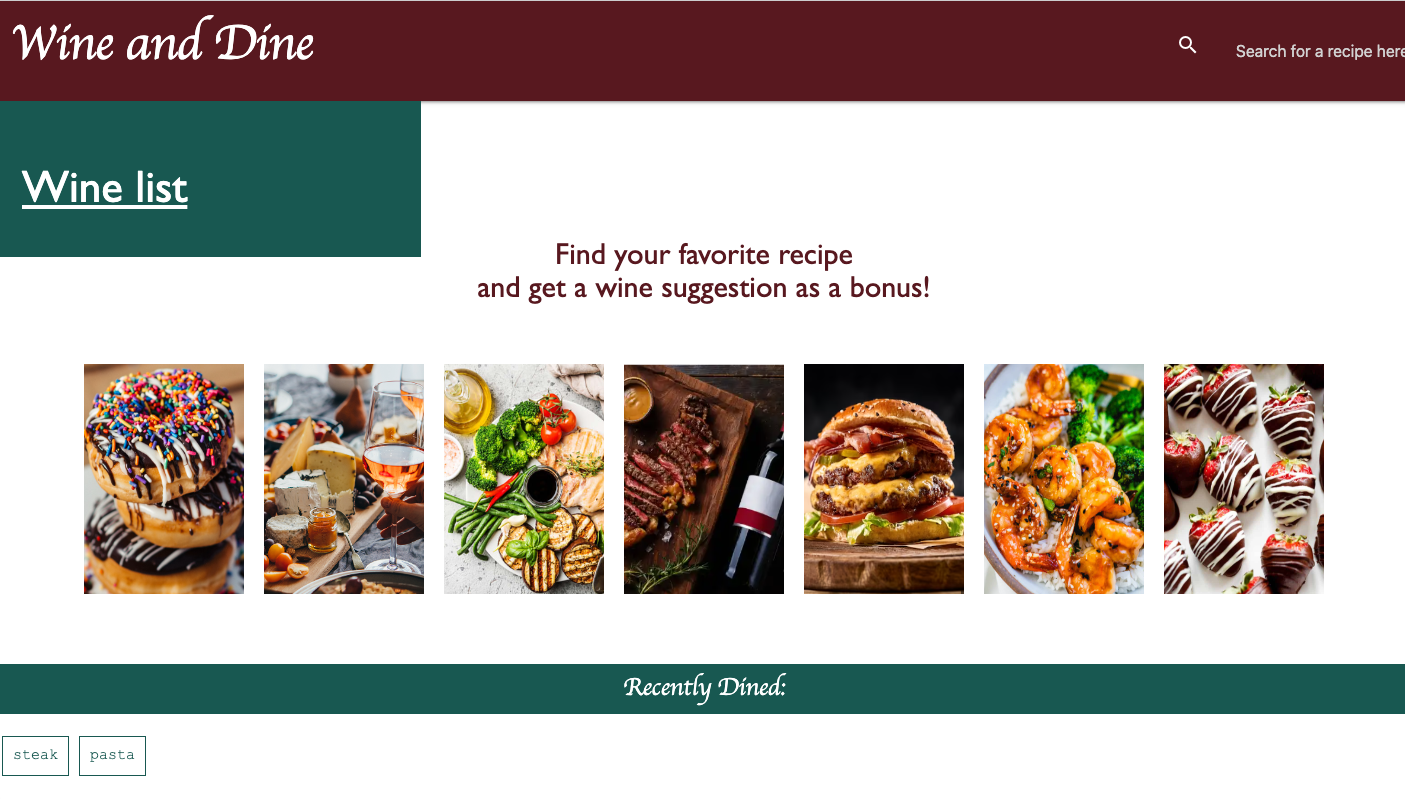 Wine and Dine
Search for a recipe here
Wine list
Find your favorite recipe
and get a wine suggestion as a bonus!
Recently Dined:
steak
pasta